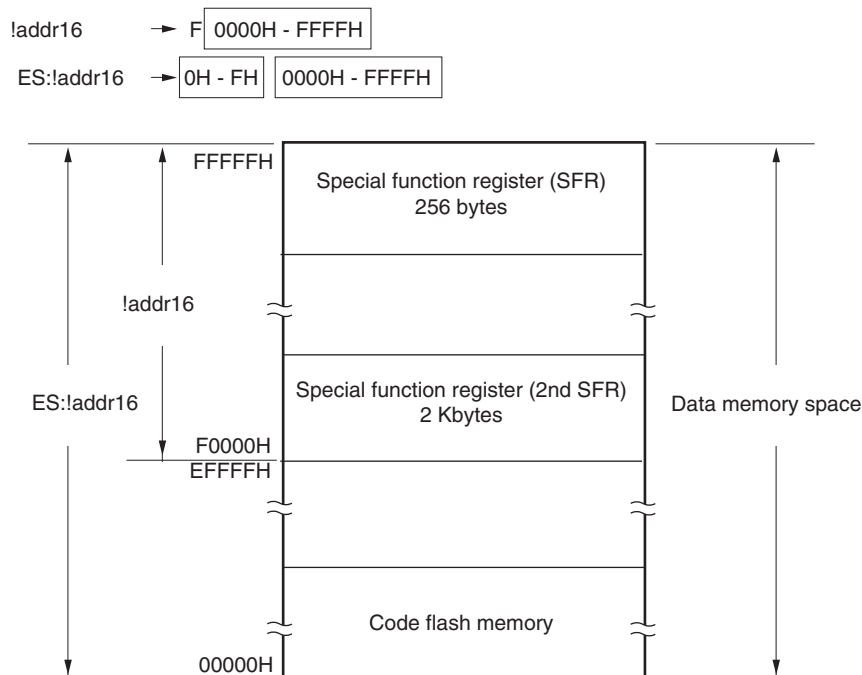 !addr16 → F 0000H - FFFFH
ES:!addr16 → 0H - FH 0000H - FFFFH
FFFFFH
Special function register (SFR)
256 bytes
!addr16
Special function register (2nd SFR)
2 Kbytes
ES:!addr16
Data memory space
F0000H
EFFFFH
Code flash memory
00000H